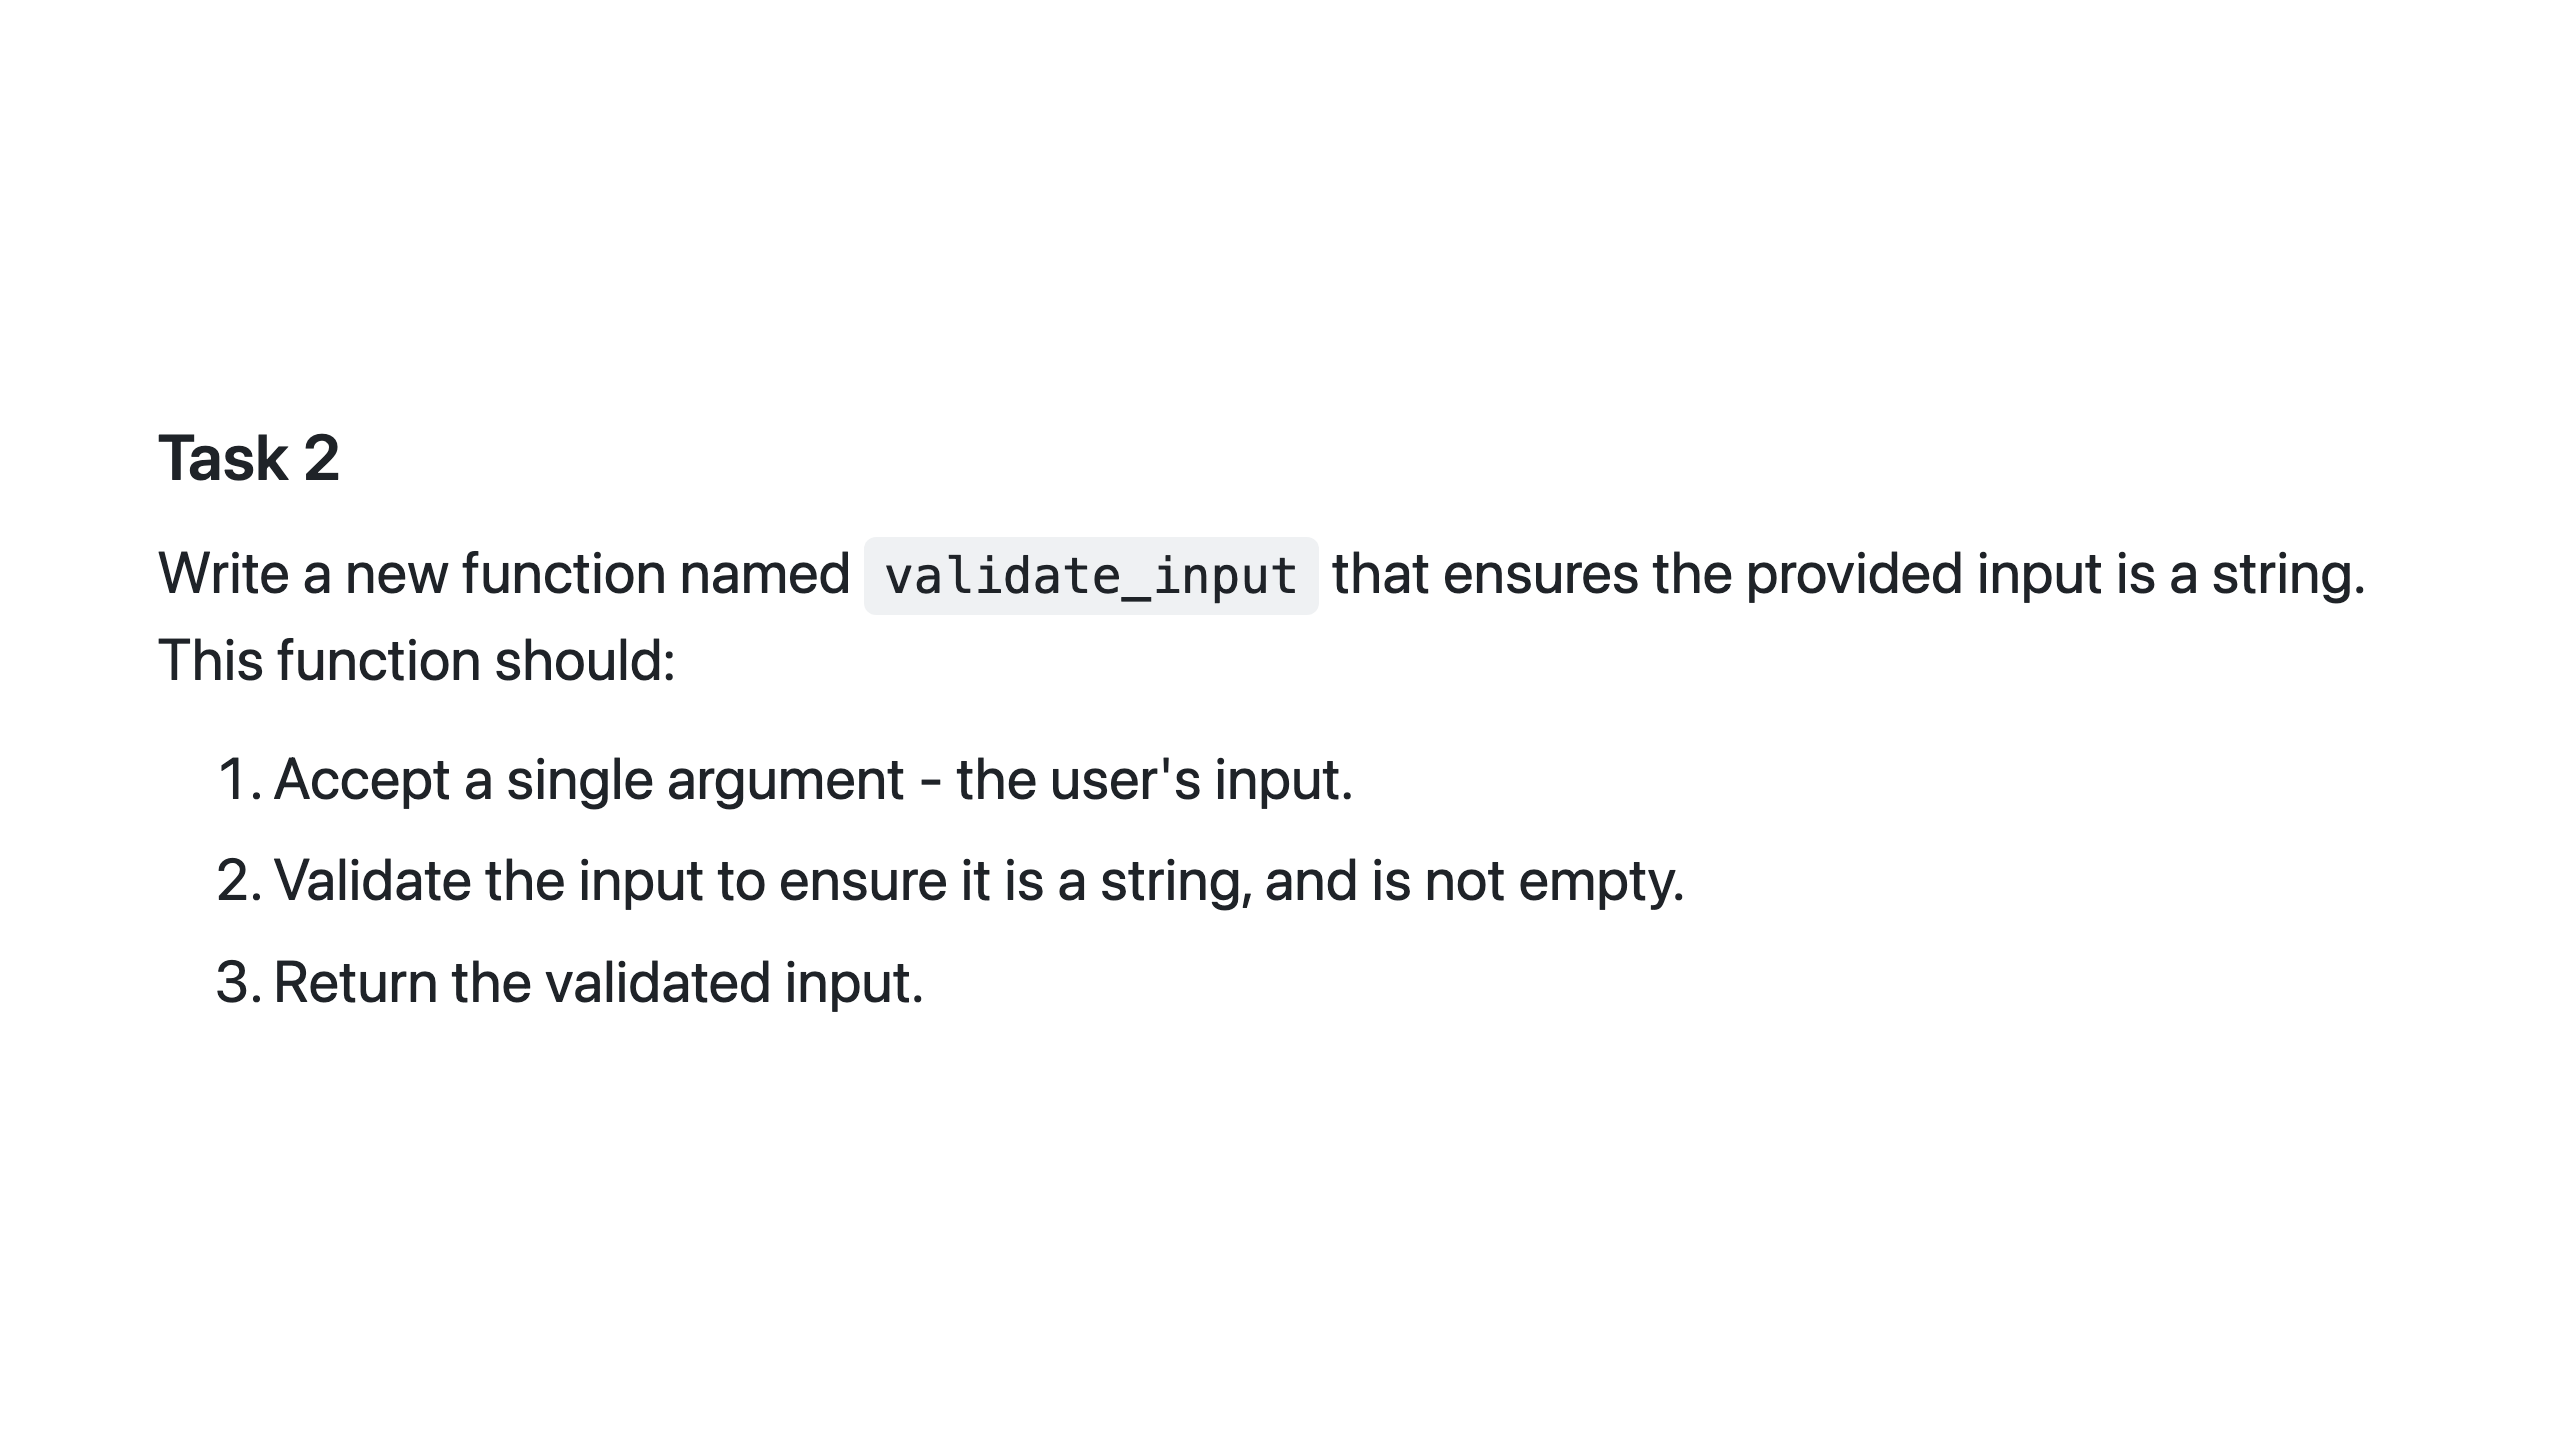 Task 2
Write a new function named validate_input that ensures the provided input is a string.
This function should:
1. Accept a single argument - the user's input.
2. Validate the input to ensure it is a string, and is not empty.
3. Return the validated input.